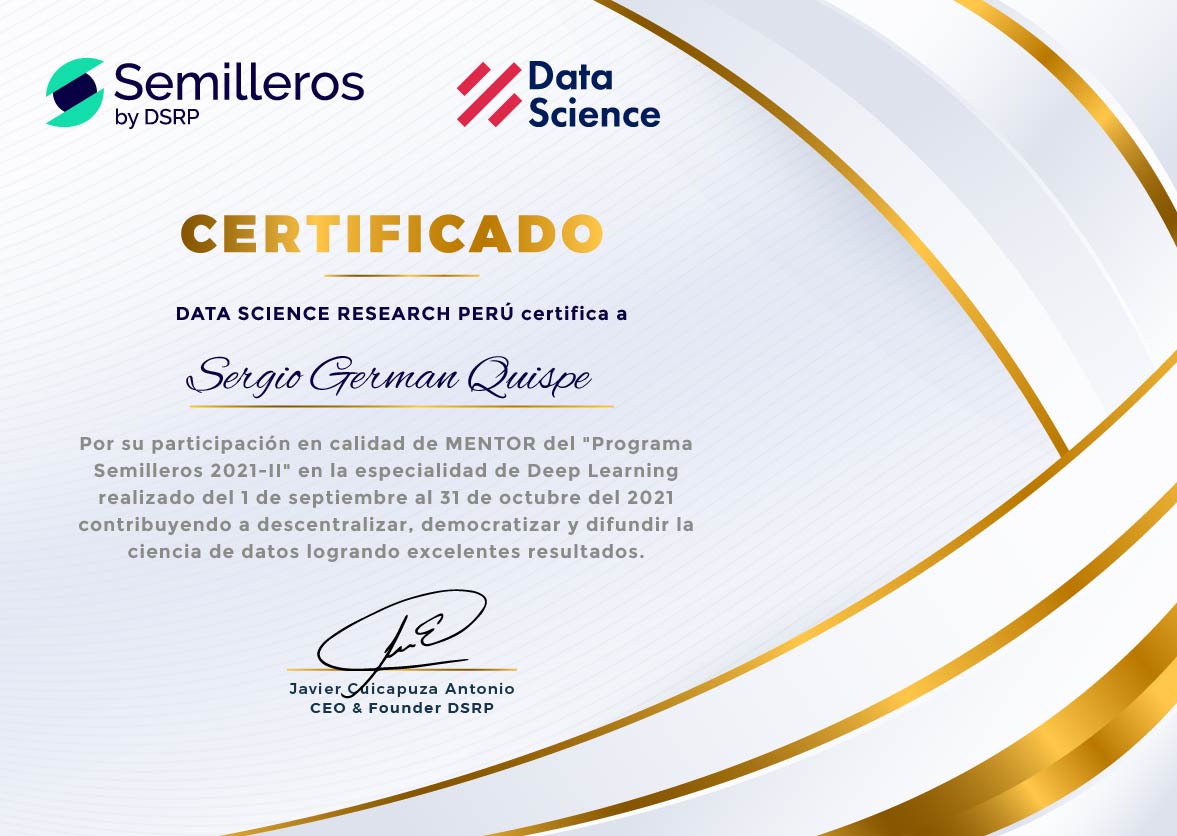 Semilleros
by DSRP
Data
Science
CERTIFICADO
DATA SCIENCE RESEARCH PERÚ certifica a
Sergio German Quispe
Por su participación en calidad de MENTOR del "Programa
Semilleros 2021-II" en la especialidad de Deep Learning
realizado del 1 de septiembre al 31 de octubre del 2021
contribuyendo a descentralizar, democratizar y difundir la
ciencia de datos logrando excelentes resultados.
Javier Cuicapuza Antonio
CEO & Founder DSRP